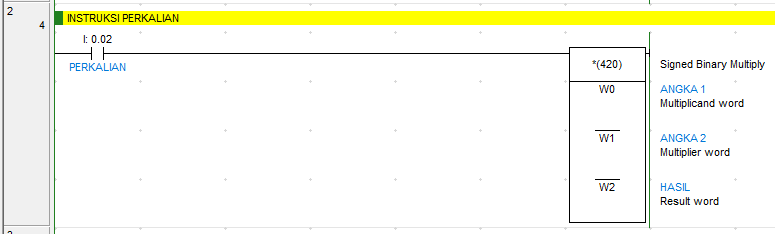 2
4
INSTRUKSI PERKALIAN
I: 0.02
PERKALIAN
*(420)
Signed Binary Multiply
W0
ANGKA 1
Multiplicand word
W1
ANGKA 2
Multiplier word
W2
HASIL
Result word